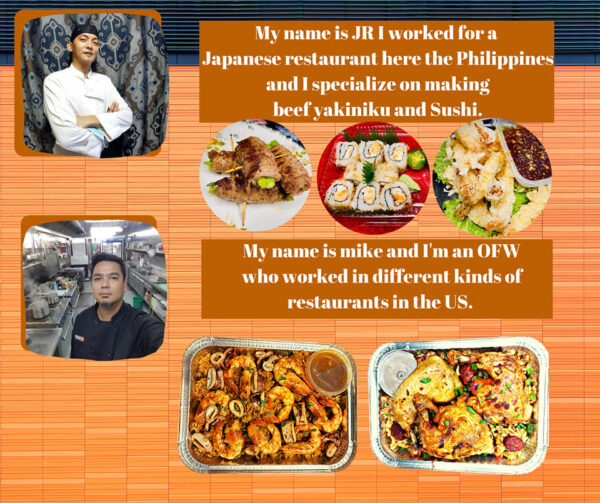 My name is JR I worked for a
Japanese restaurant here the Philippines
and I specialize on making
beef yakiniku and Sushi.
My name is mike and I'm an OFW
who worked in different kinds of
restaurants in the US.